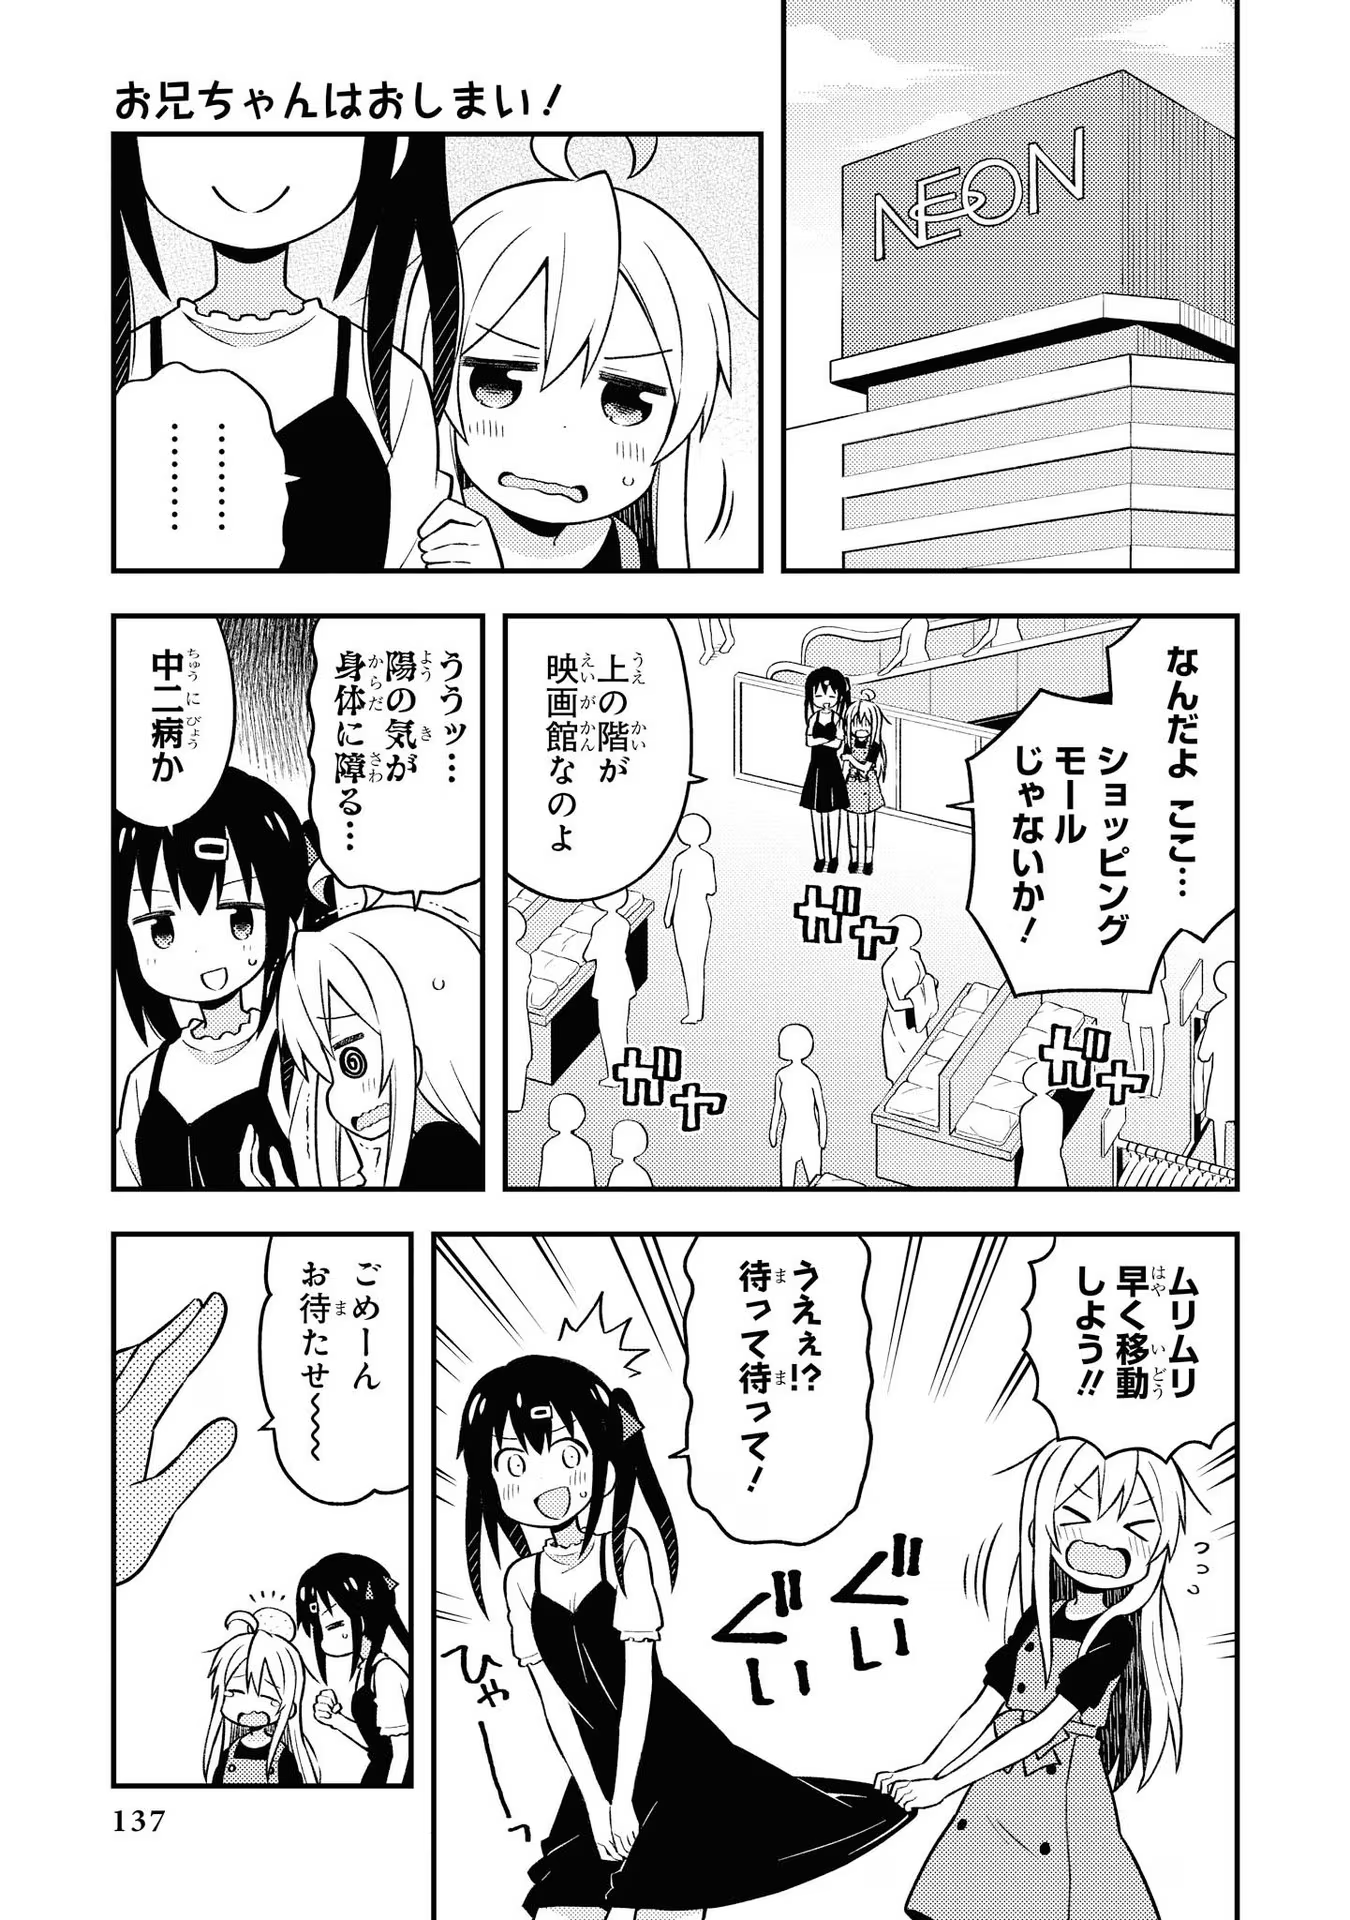 お兄ちゃんはおしまい！
NEON
………
………
なんだよ ここ…
ショッピング
モール
じゃないか！
上の階が
映画館なのよ
ガヤ
ガヤ
ガヤ
ううッ…
陽の気が
身体に障る…
中二病か
ムリムリ
早く移動
しよう!!
うえぇ!?
待って待って！
ぐい
ぐい
ひゃーーっ
ごめーん
お待たせ～～
137